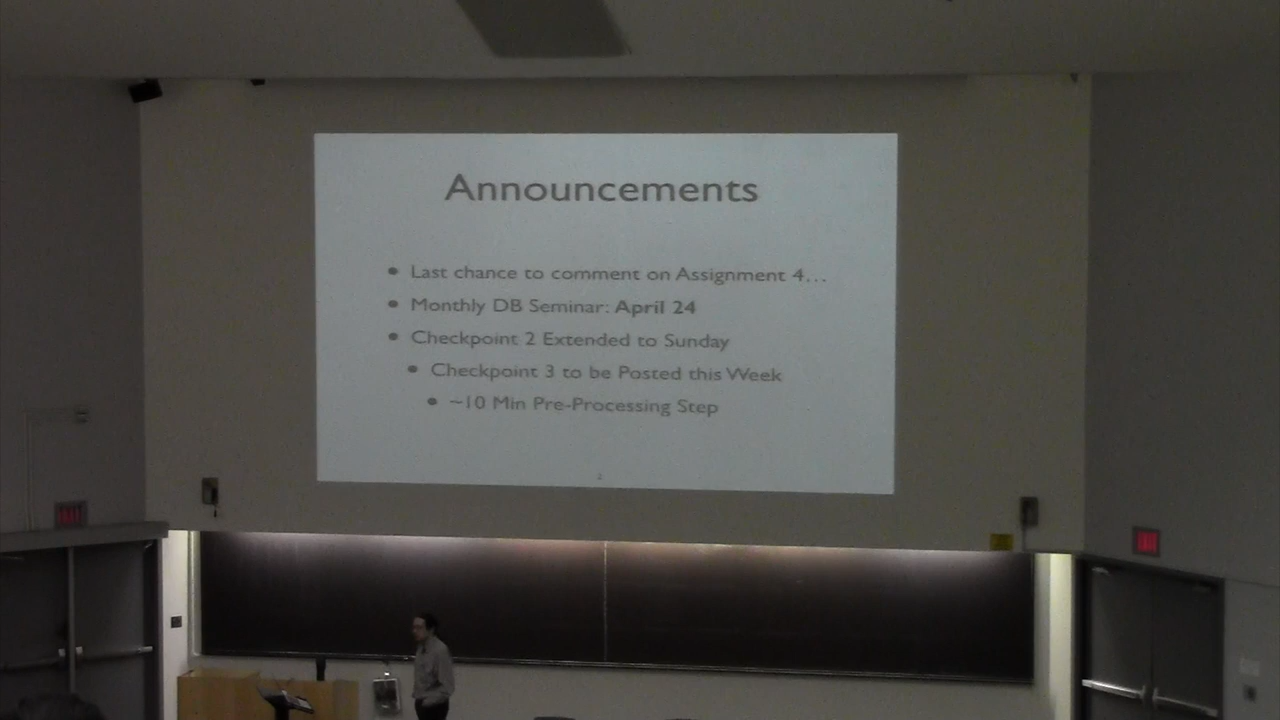 Announcements
• Last chance to comment on Assignment 4...
• Monthly DB Seminar: April 24
• Checkpoint 2 Extended to Sunday
• Checkpoint 3 to be Posted this Week
• ~10 Min Pre-Processing Step
2